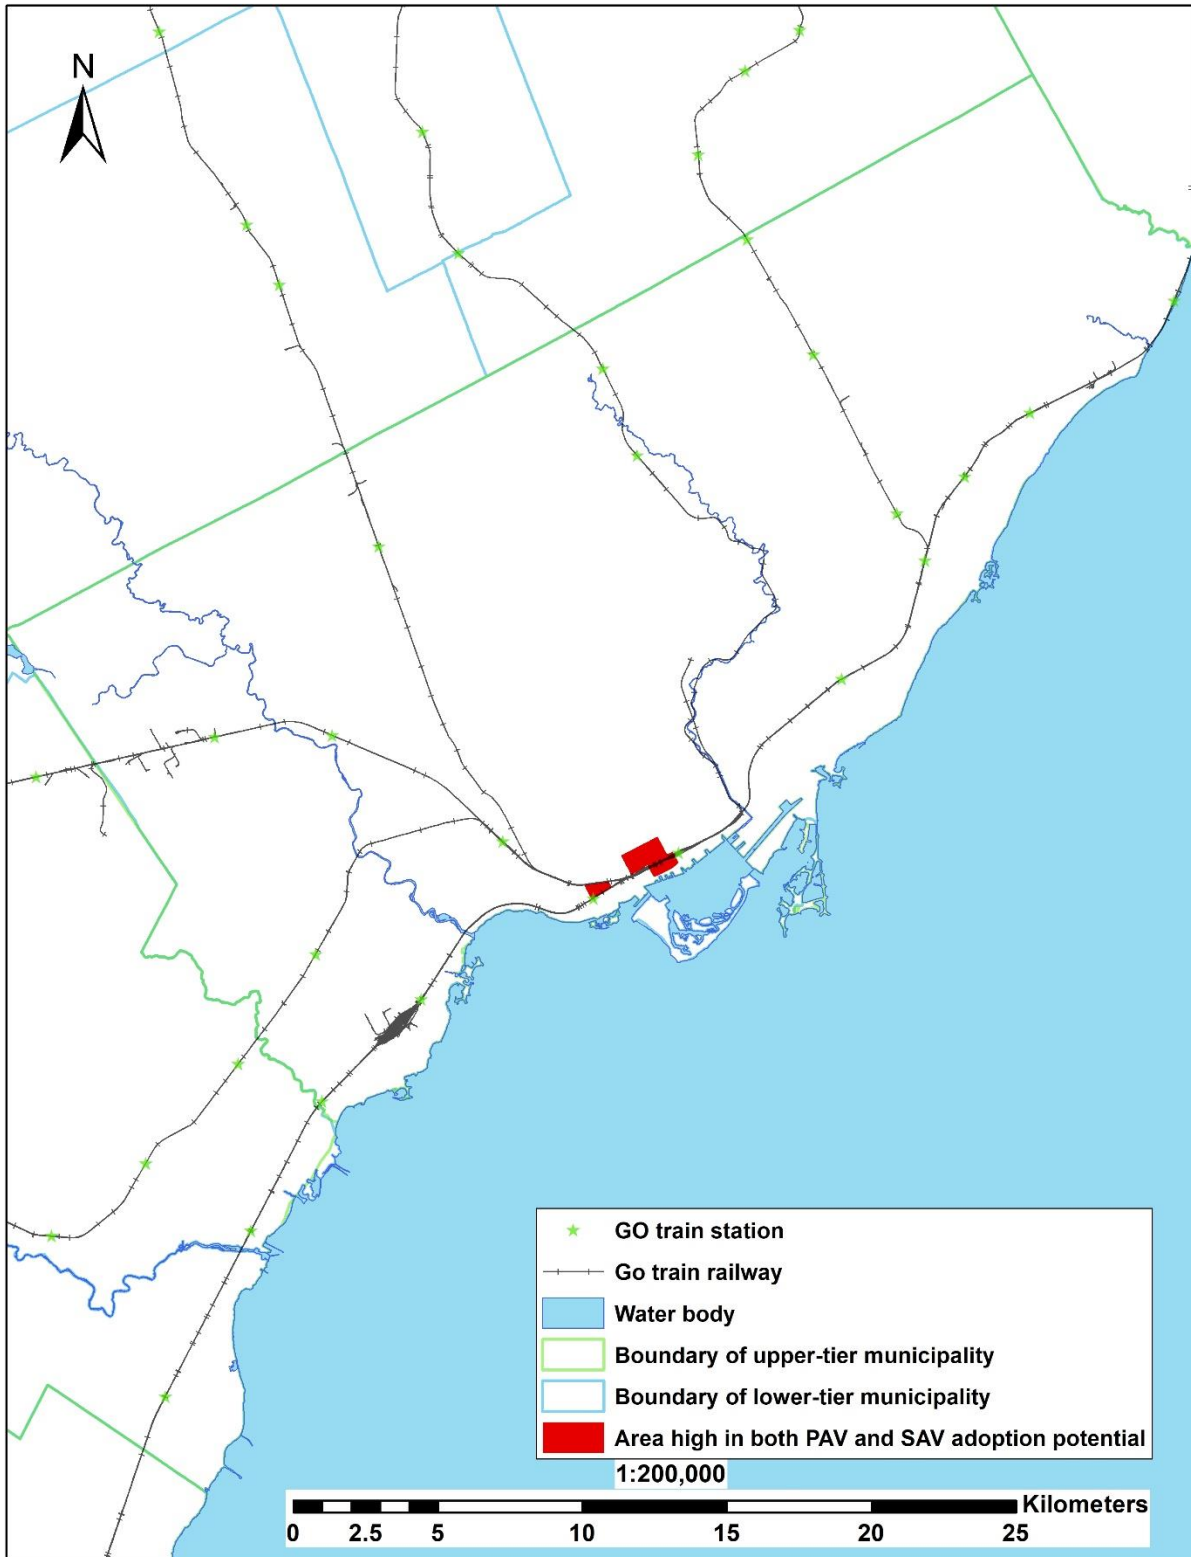 N
GO train station
Go train railway
Water body
Boundary of upper-tier municipality
Boundary of lower-tier municipality
Area high in both PAV and SAV adoption potential
1:200,000
Kilometers
0 2.5 5 10 15 20 25